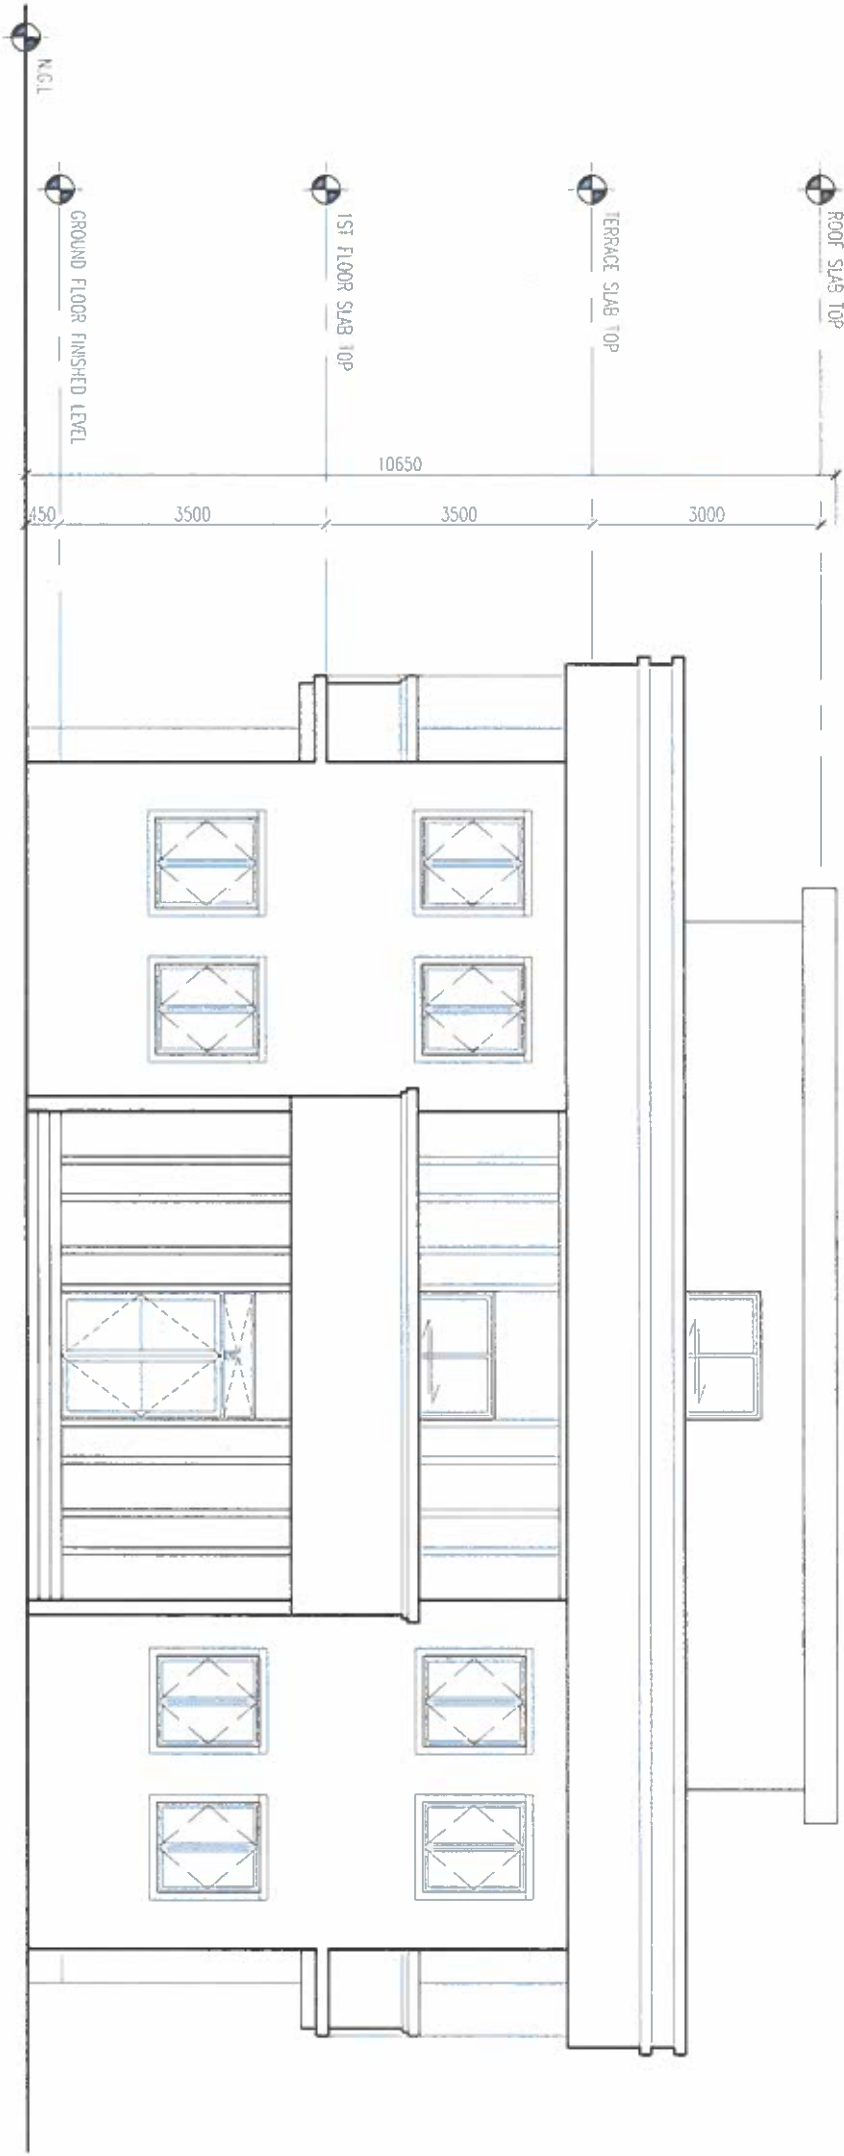 N.G.L
GROUND FLOOR FINISHED LEVEL
1ST FLOOR SLAB TOP
TERRACE SLAB TOP
ROOF SLAB TOP
10650
450
3500
3500
3000